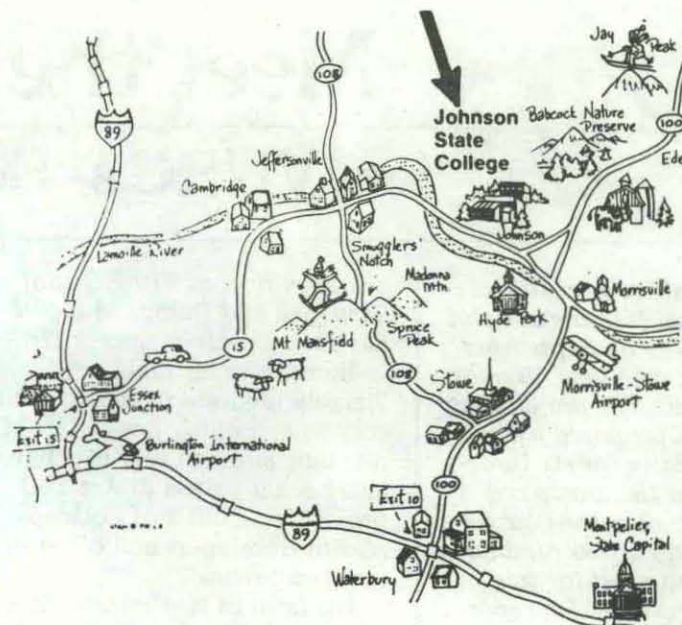 Jay
Peak
108
89
Johnson
State
College
Babcock Nature
Preserve
100
Ede
Jeffersonville
Cambridge
Johnson
Lamoille River
Smugglers'
Notch
Madonna
Mtn.
Morrisville
Hyde Park
Spruce
Peak
Mt Mansfield
15
108
Stowe
Morrisville-Stowe
Airport
Essex
Junction
Exit 15
Burlington International
Airport
100
Exit 10
89
Montpelier
State Capital
Waterbury